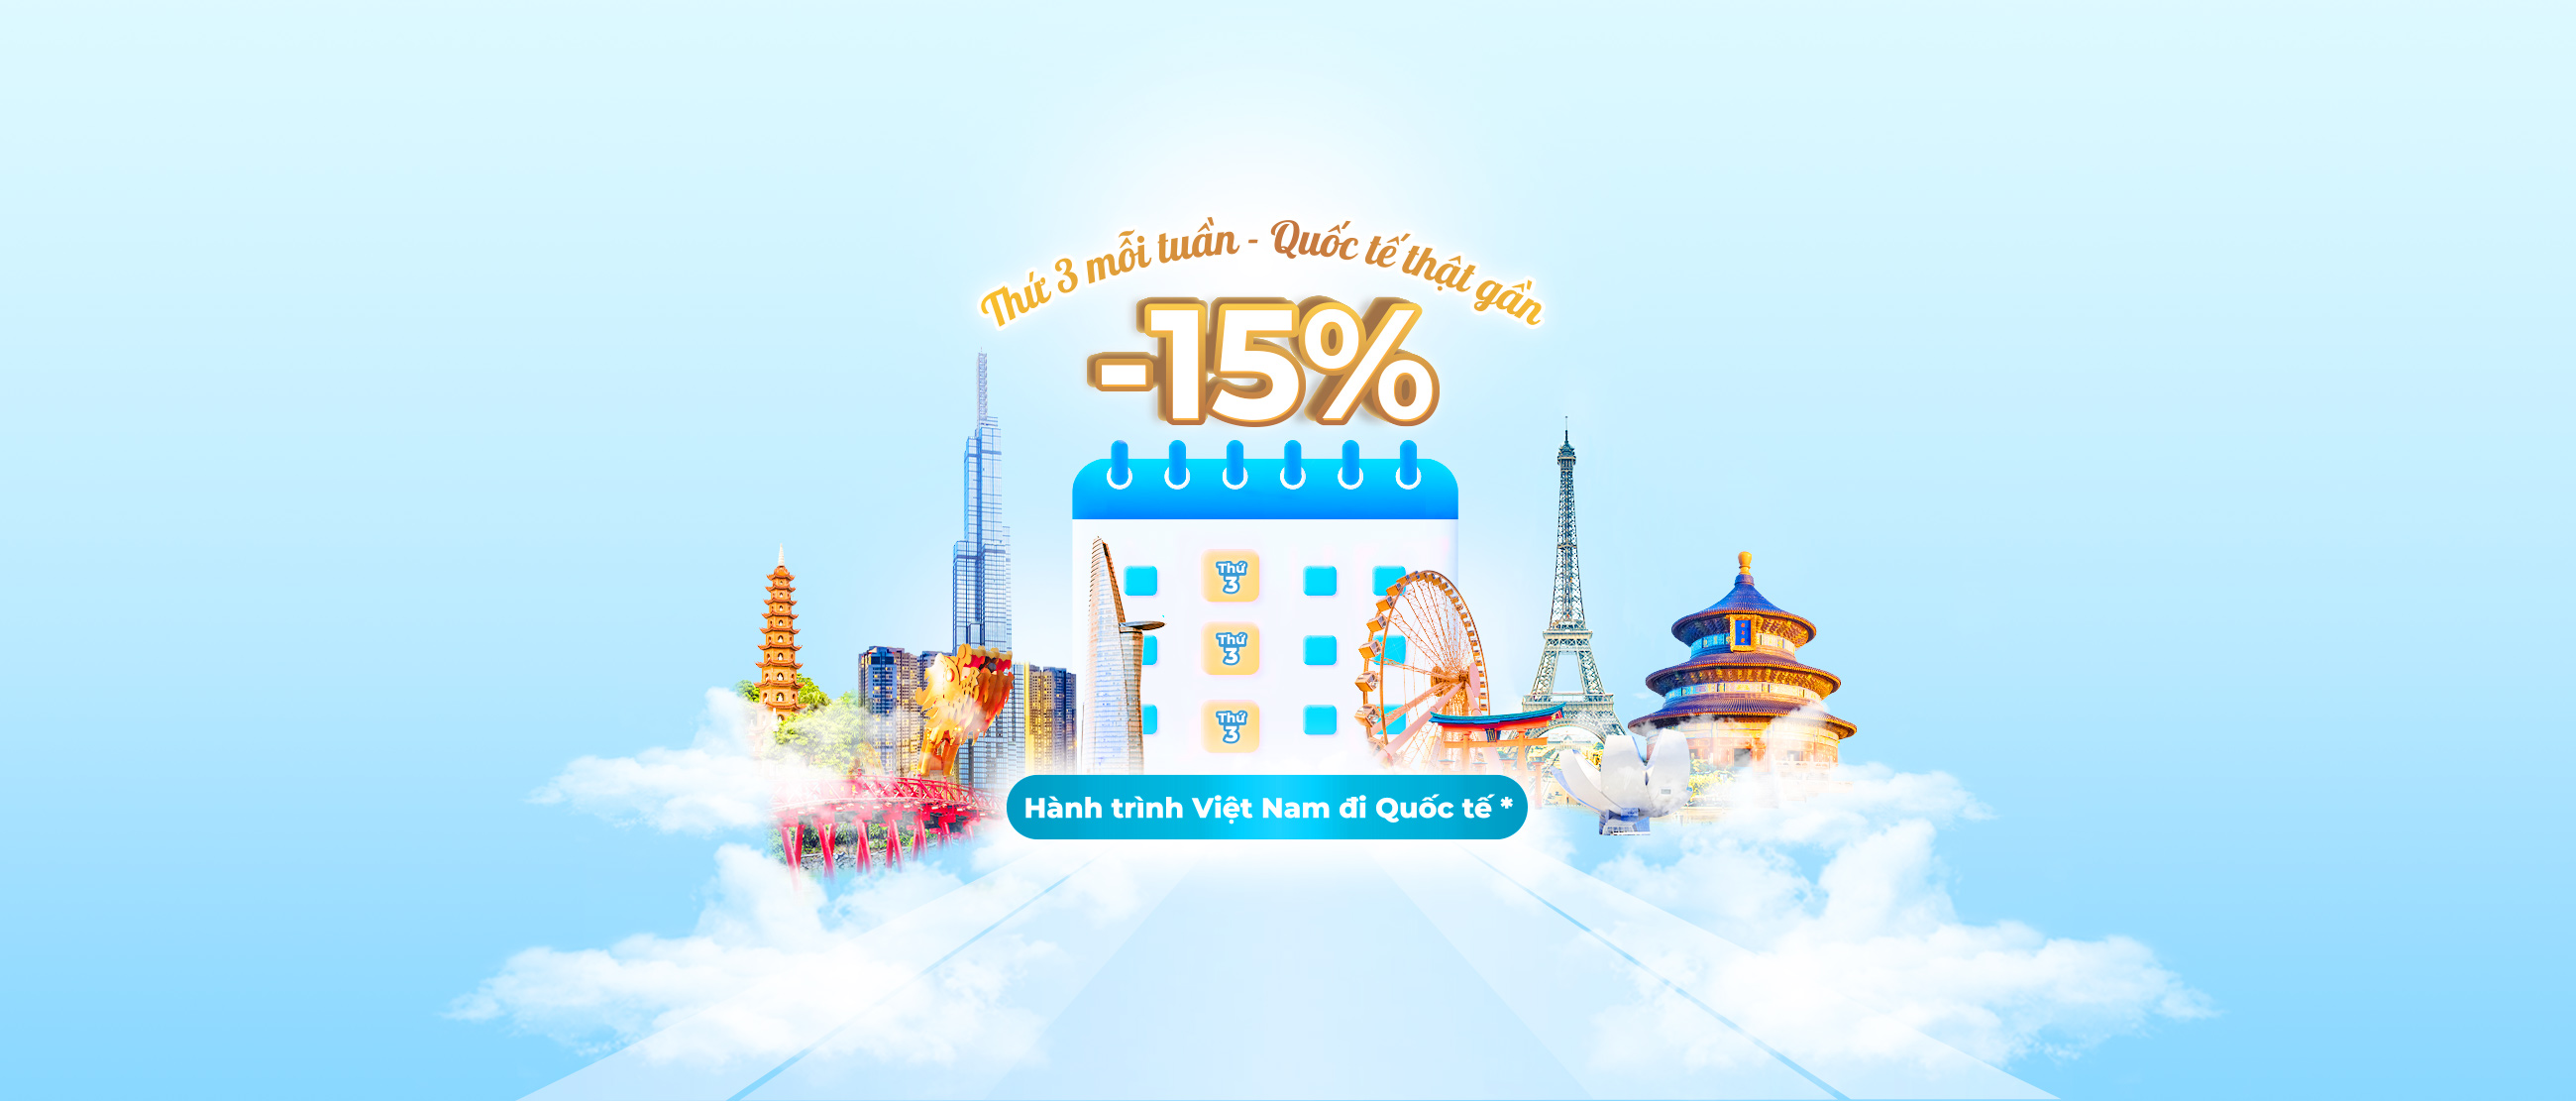 Thứ 3 mỗi tuần - Quốc tế thật gần
-15%
Thứ
3
Thứ
3
Thứ
3
Hành trình Việt Nam đi Quốc tế *